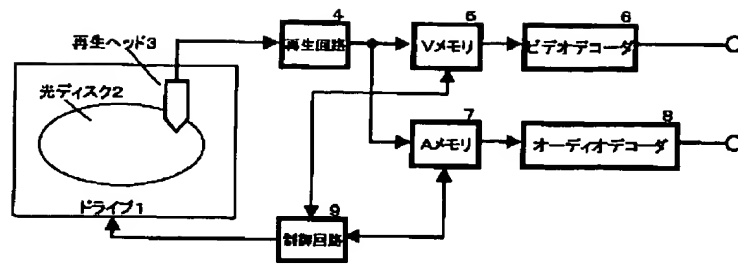 再生ヘッド3
光ディスク2
ドライブ1
4
再生回路
5
Vメモリ
6
ビデオデコーダ
7
Aメモリ
8
オーディオデコーダ
9
制御回路